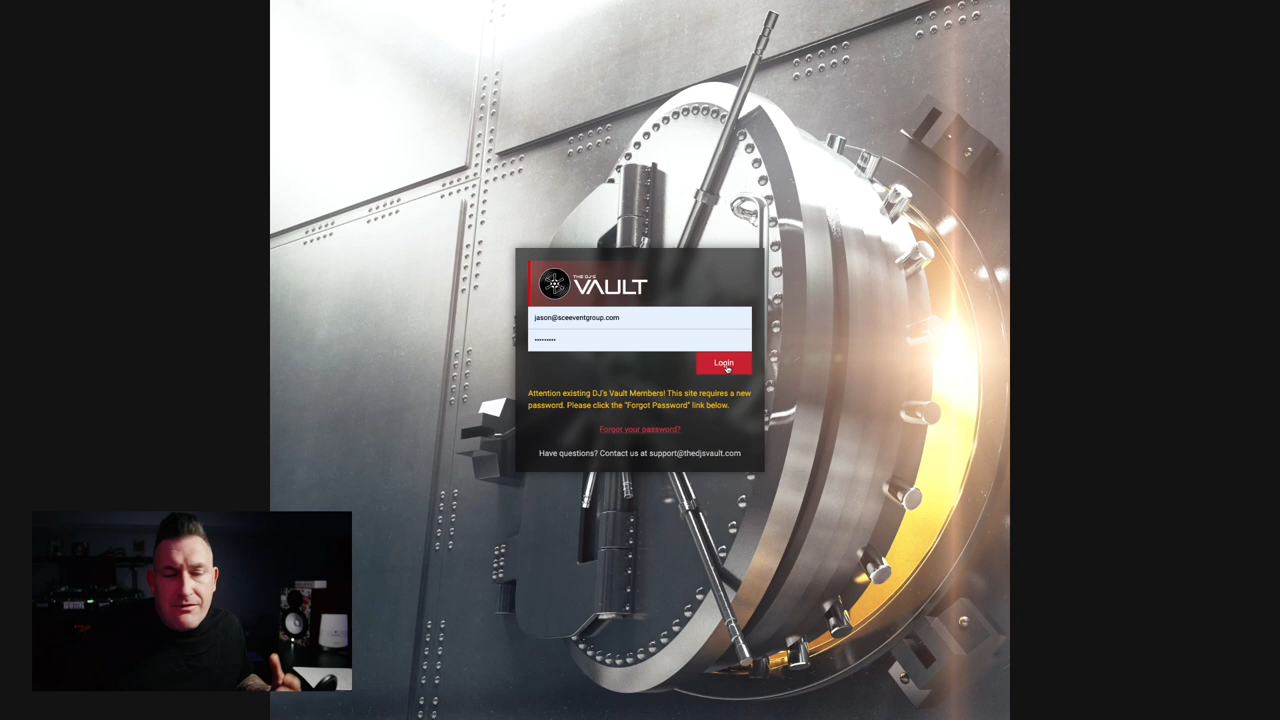 THE DJ'S
VAULT
jason@sceeventgroup.com
•••••••••
Login
Attention existing DJ's Vault Members! This site requires a new
password. Please click the "Forgot Password" link below.
Forgot your password?
Have questions? Contact us at support@thedjsvault.com